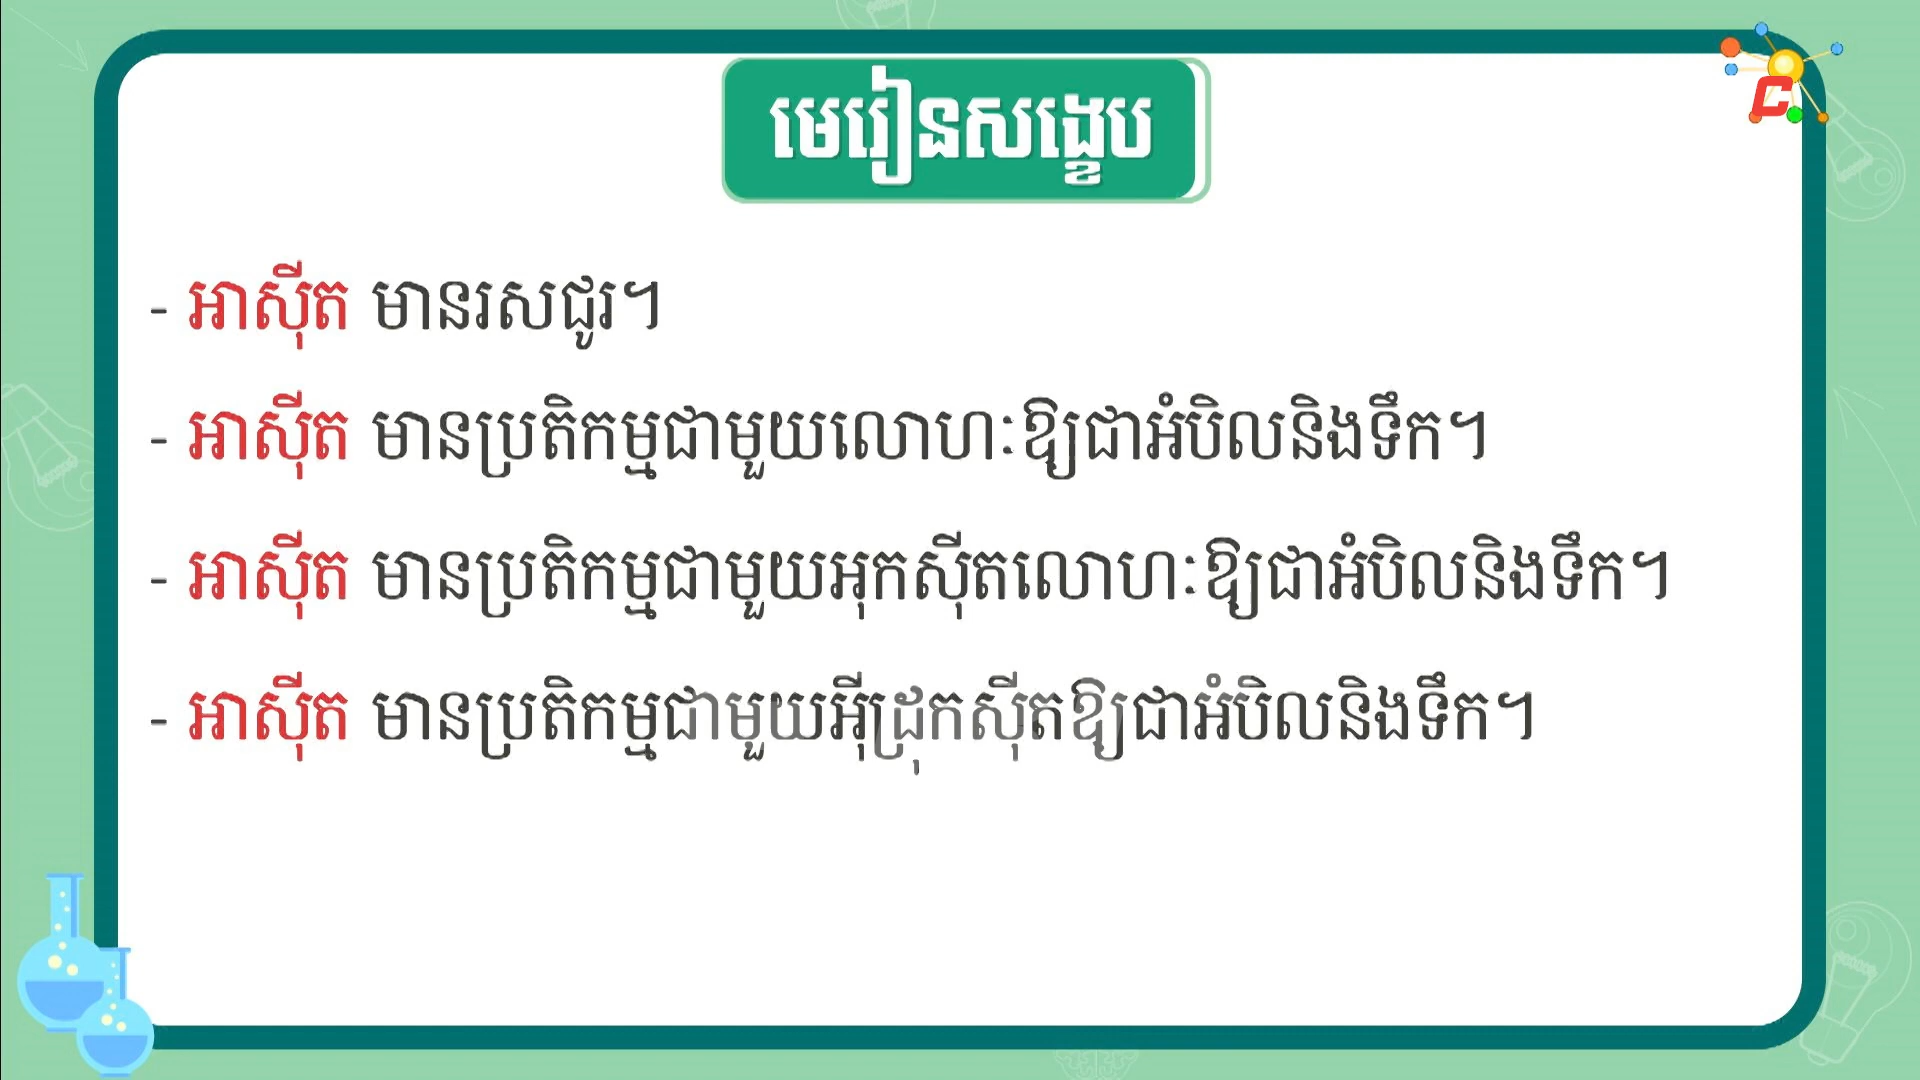 មេរៀនសង្ខេប
C
- អាស៊ីត មានរសជូរ។
- អាស៊ីត មានប្រតិកម្មជាមួយលោហៈឱ្យជាអំបិលនិងទឹក។
- អាស៊ីត មានប្រតិកម្មជាមួយអុកស៊ីតលោហៈឱ្យជាអំបិលនិងទឹក។
- អាស៊ីត មានប្រតិកម្មជាមួយអ៊ីដ្រុកស៊ីតឱ្យជាអំបិលនិងទឹក។